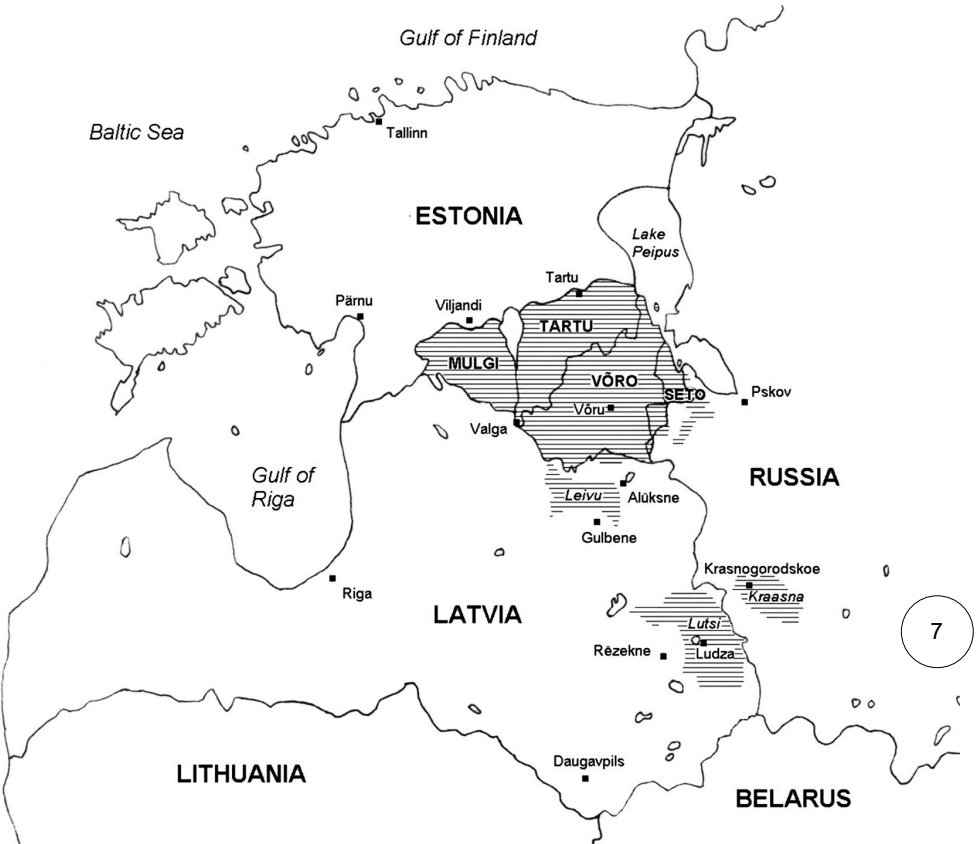 Gulf of Finland
Baltic Sea
Tallinn
ESTONIA
Lake
Peipus
Tartu
Pärnu
Viljandi
TARTU
MULGI
VÕRO
SETO
Pskov
Võru
Valga
Gulf of
Riga
RUSSIA
Leivu
Alūksne
Gulbene
Krasnogorodskoe
Kraasna
Riga
LATVIA
Lutsi
7
Rēzekne
Ludza
Daugavpils
LITHUANIA
BELARUS